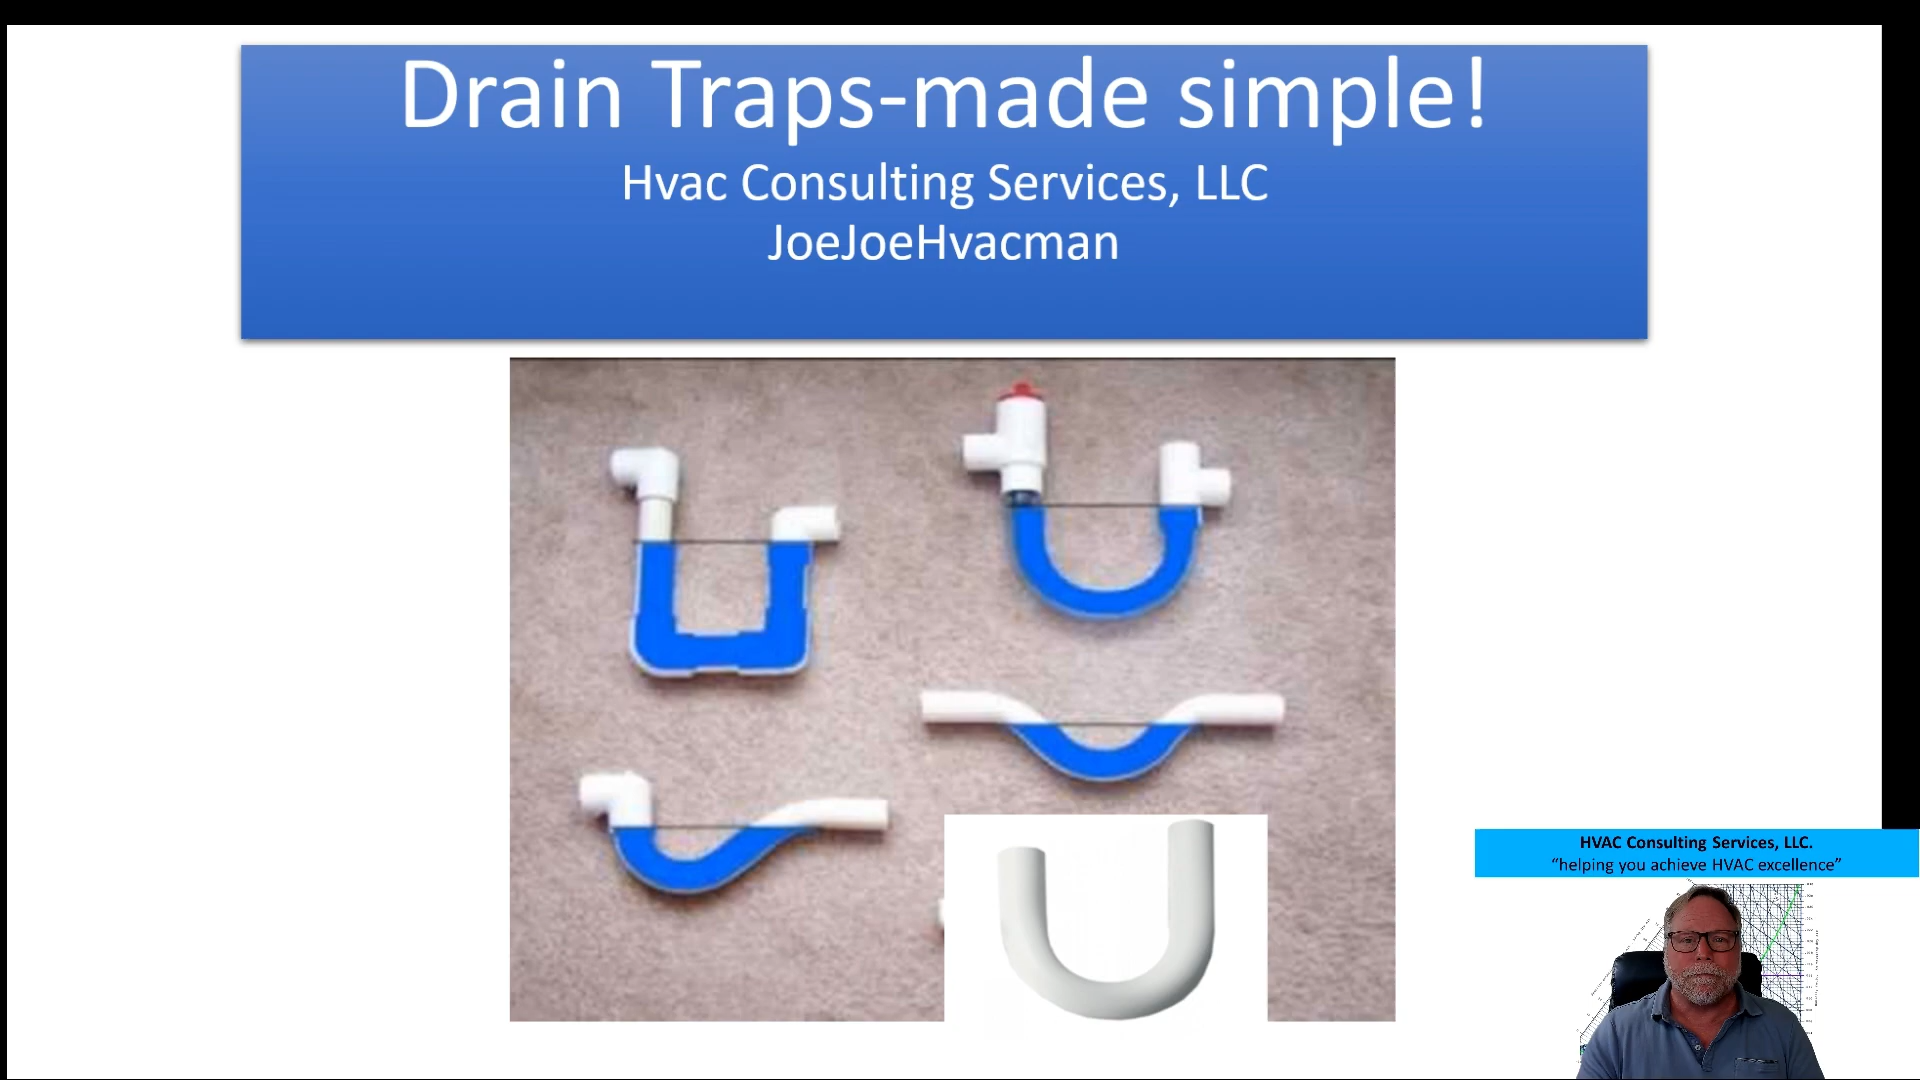 Drain Traps-made simple!
Hvac Consulting Services, LLC
JoeJoeHvacman
HVAC Consulting Services, LLC.
“helping you achieve HVAC excellence”